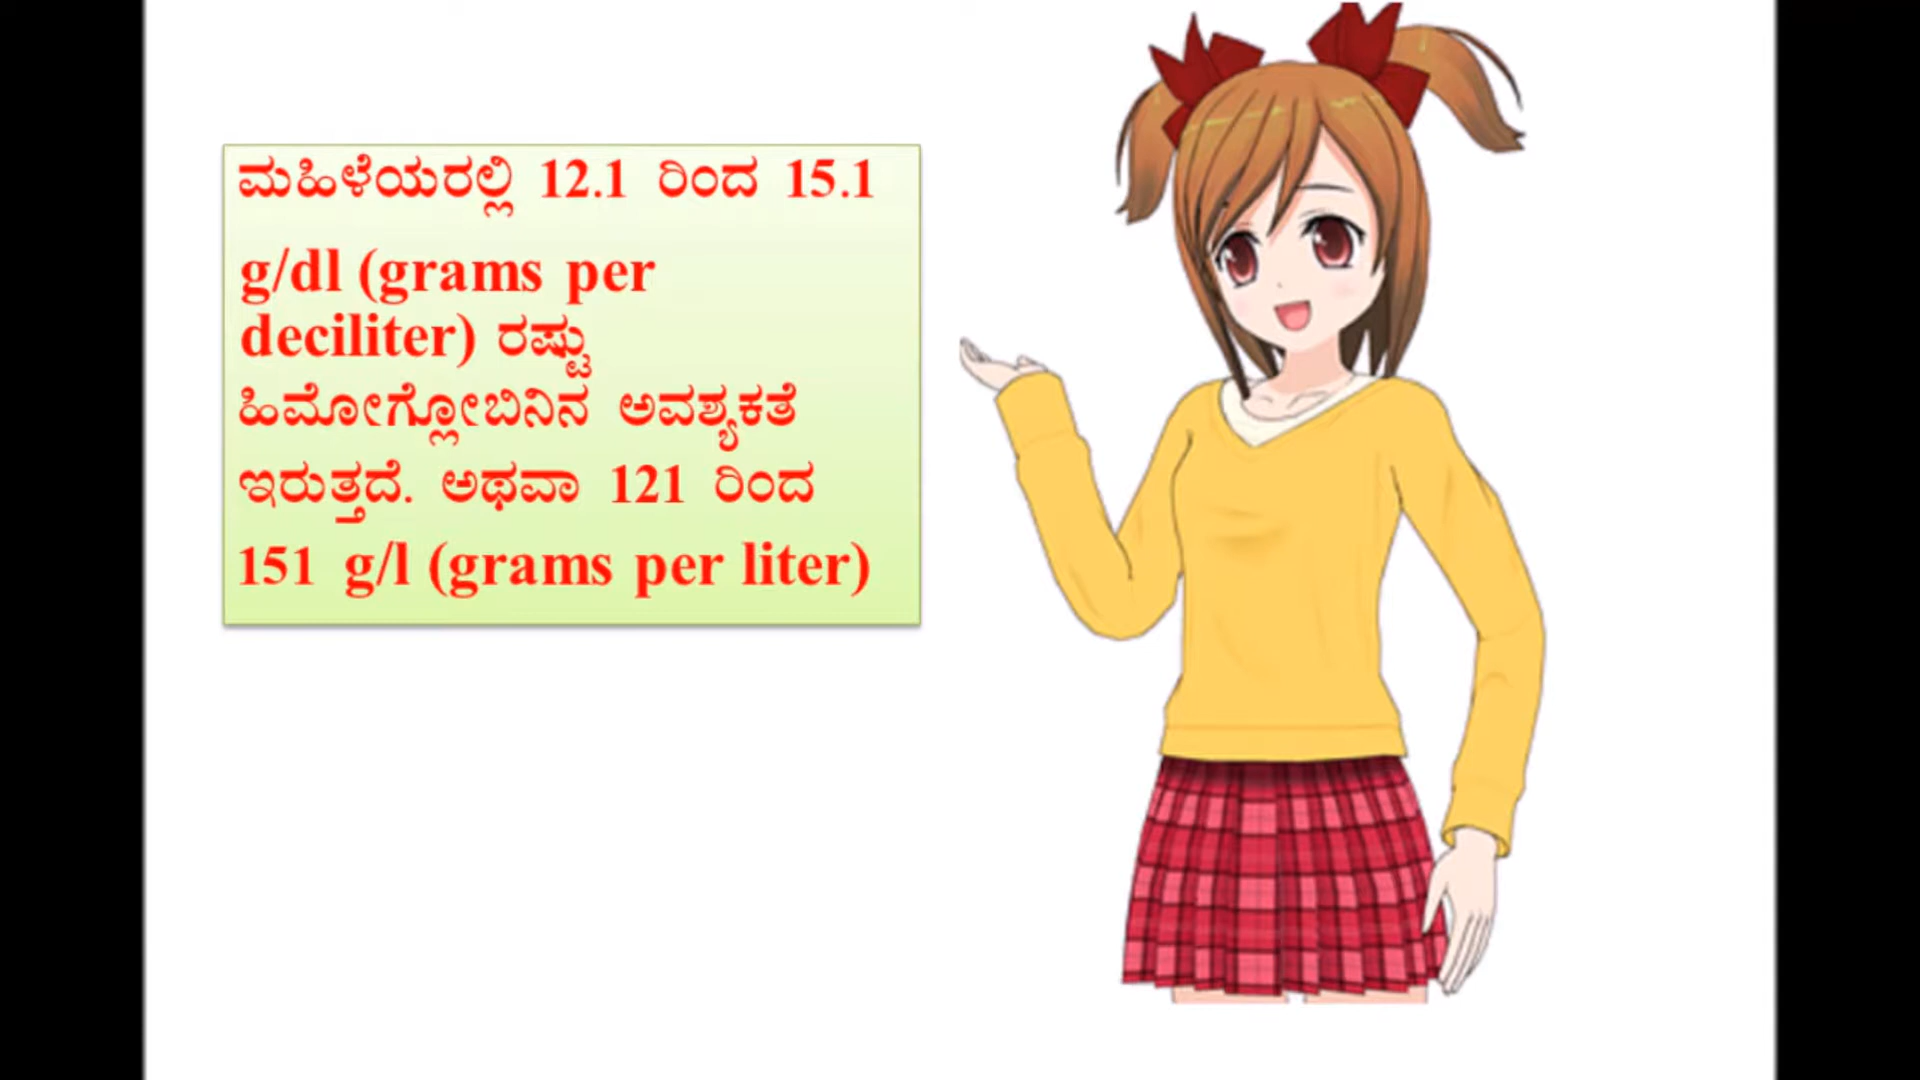 ಮಹಿಳೆಯರಲ್ಲಿ 12.1 ರಿಂದ 15.1
g/dl (grams per
deciliter) ರಷ್ಟು
ಹಿಮೋಗ್ಲೋಬಿನಿನ ಅವಶ್ಯಕತೆ
ಇರುತ್ತದೆ. ಅಥವಾ 121 ರಿಂದ
151 g/l (grams per liter)